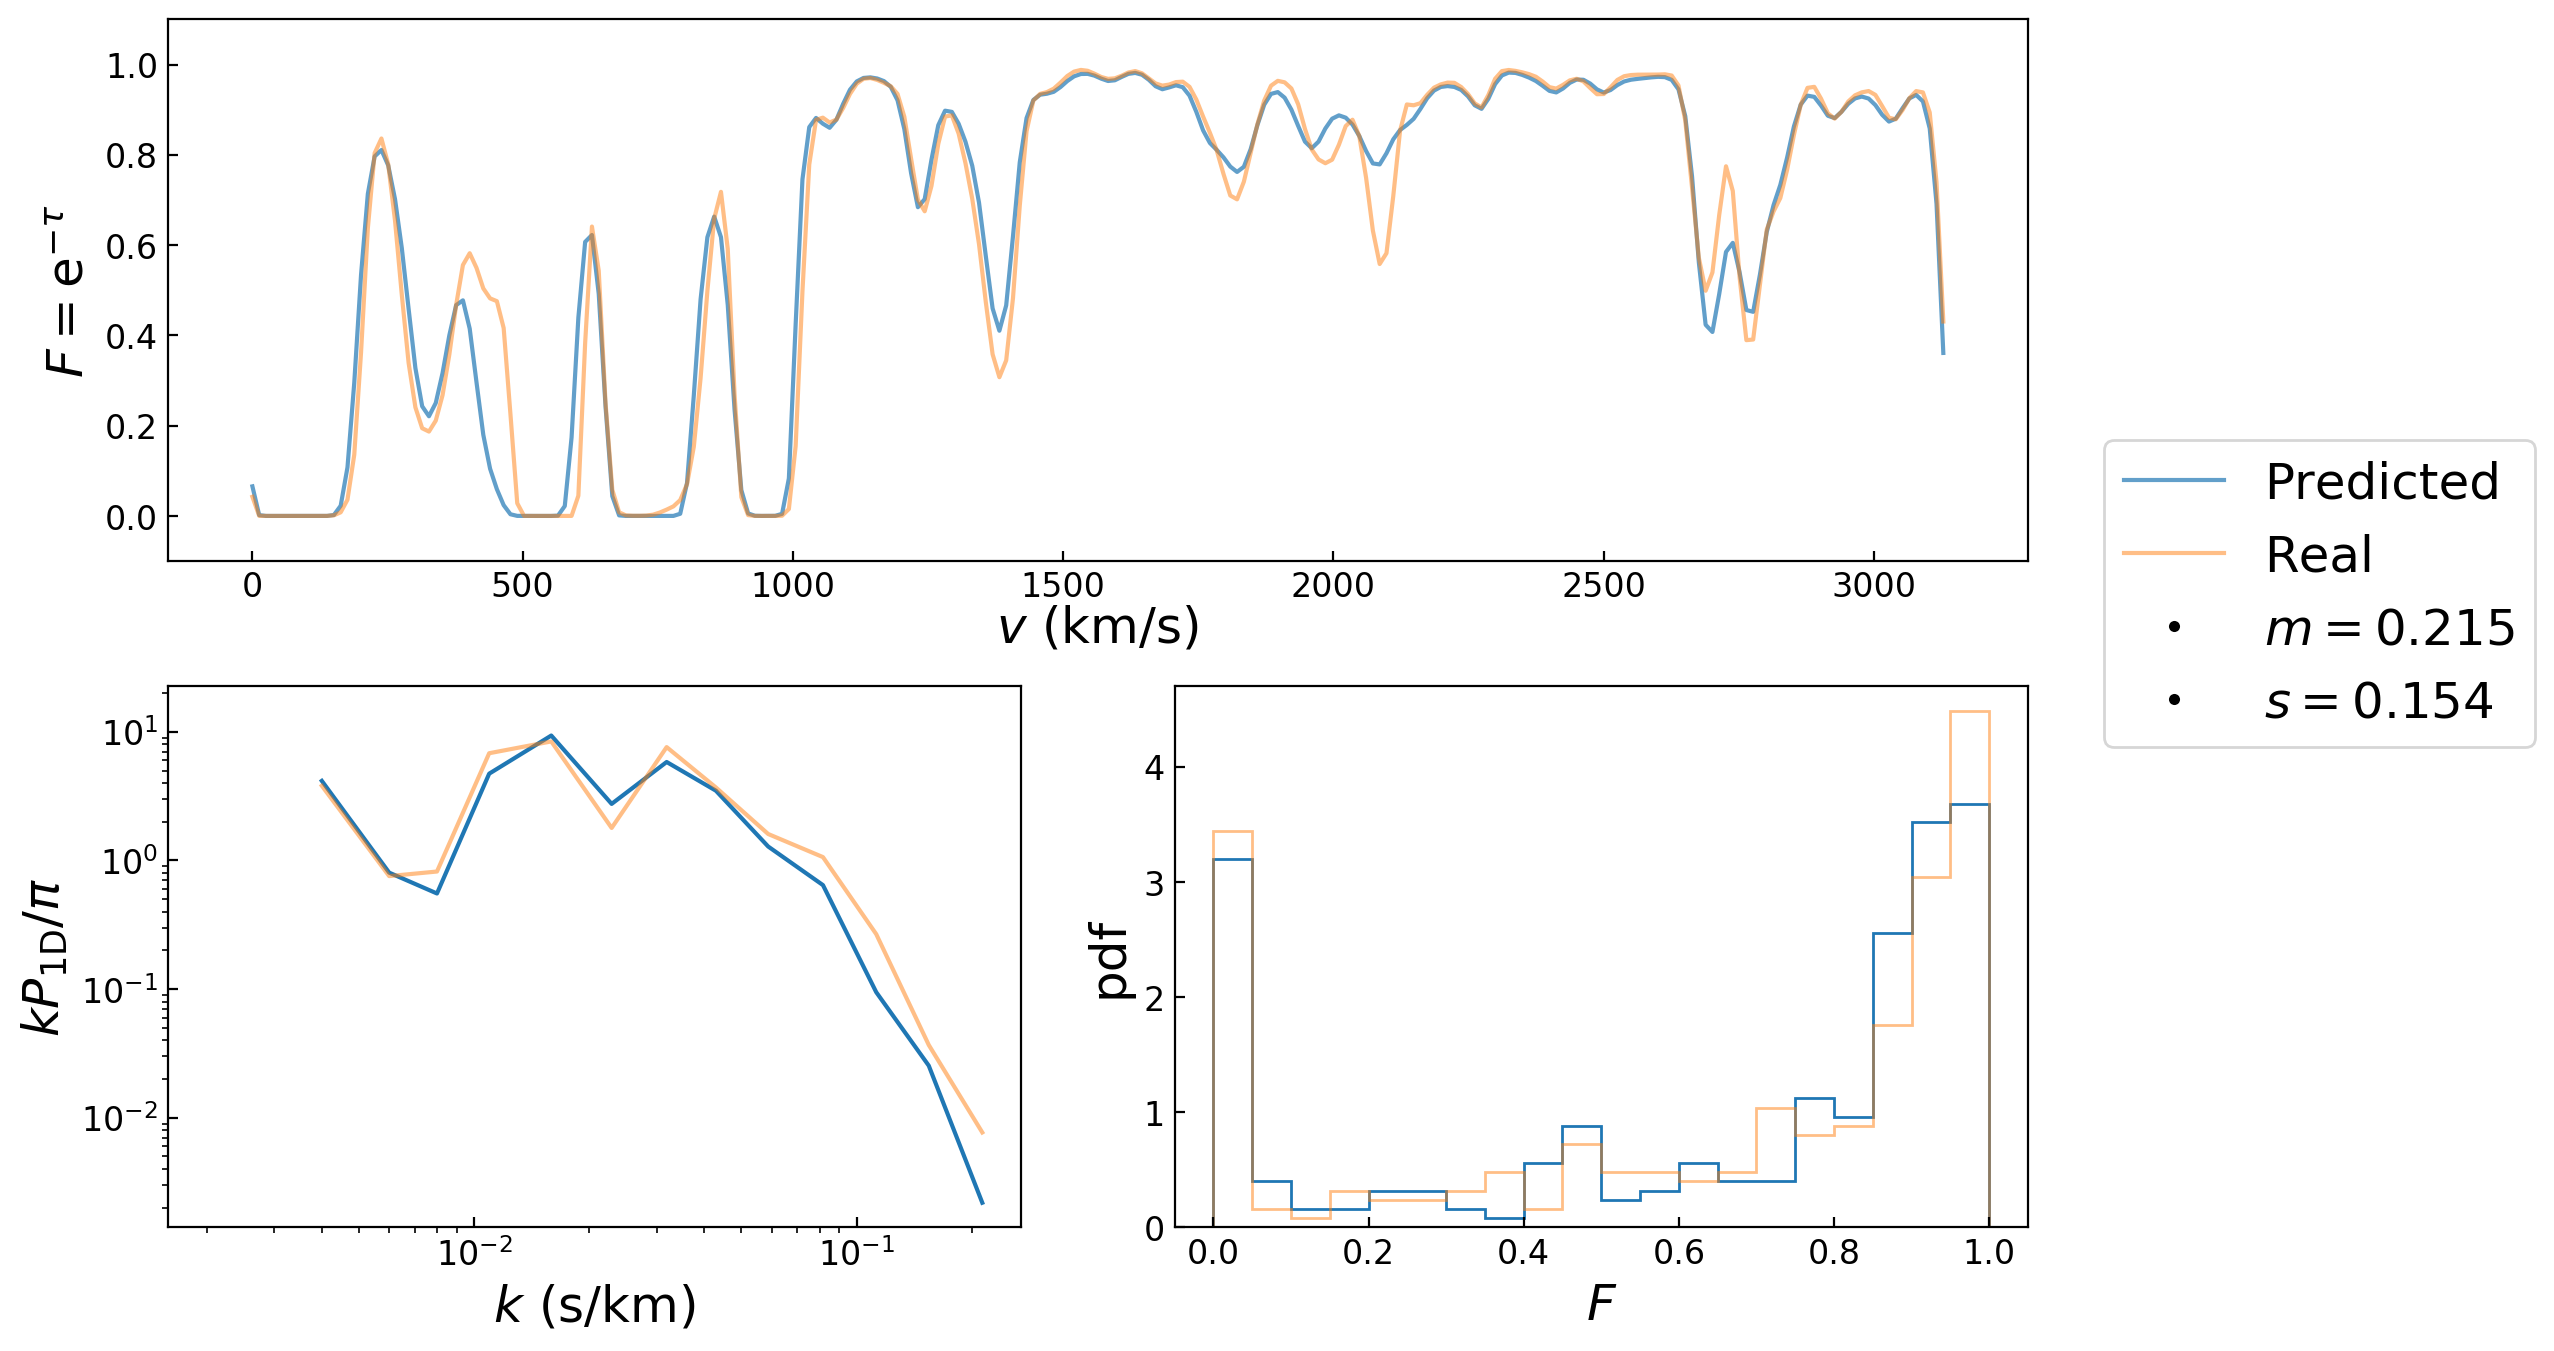 1.0
0.8
0.6
0.4
0.2
0.0
F = e^{−τ}
0 500 1000 1500 2000 2500 3000
v (km/s)
Predicted
Real
m = 0.215
s = 0.154
10^1
10^0
10^{−1}
10^{−2}
kP_{1D}/π
10^{−2} 10^{−1}
k (s/km)
4
3
2
1
0
pdf
0.0 0.2 0.4 0.6 0.8 1.0
F